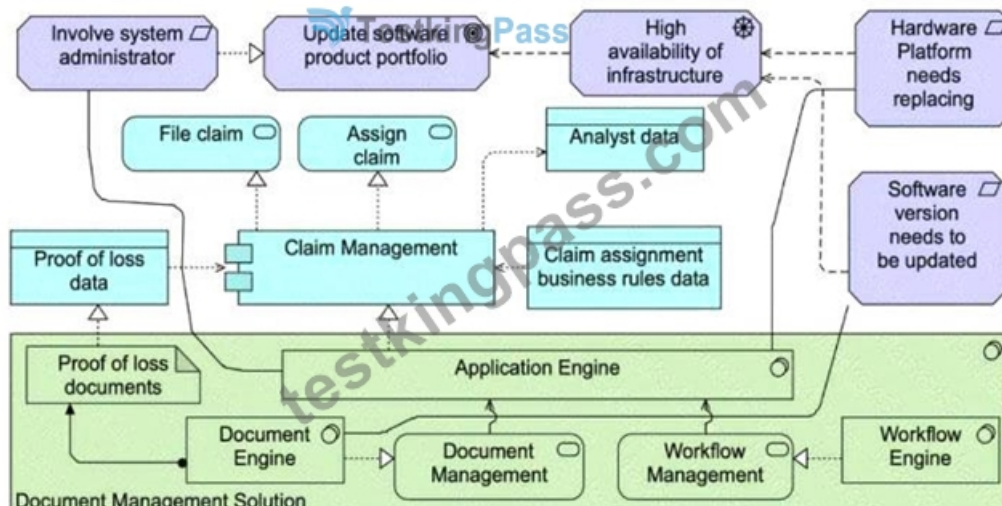 Involve system
administrator
Update software
product portfolio
TestkingPass
High
availability of
infrastructure
Hardware
Platform
needs
replacing
File claim
Assign
claim
Analyst data
Software
version
needs to
be updated
Proof of loss
data
Claim Management
Claim assignment
business rules data
testkingpass.com
Proof of loss
documents
Application Engine
Document
Engine
Document
Management
Workflow
Management
Workflow
Engine
Document Management Solution